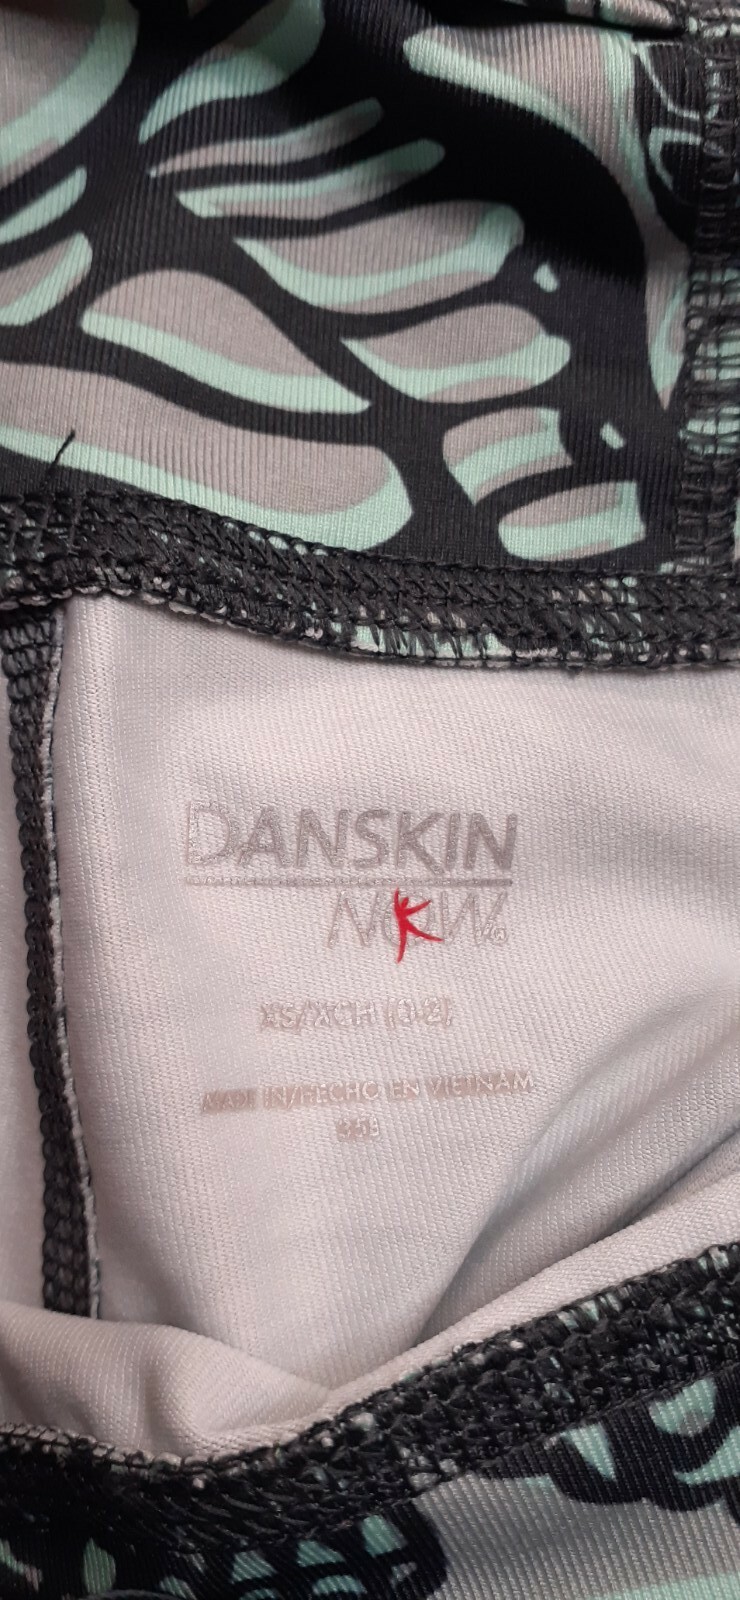 DANSKIN
NOW®
XS/XCH (0-2)
MADE IN/HECHO EN VIETNAM